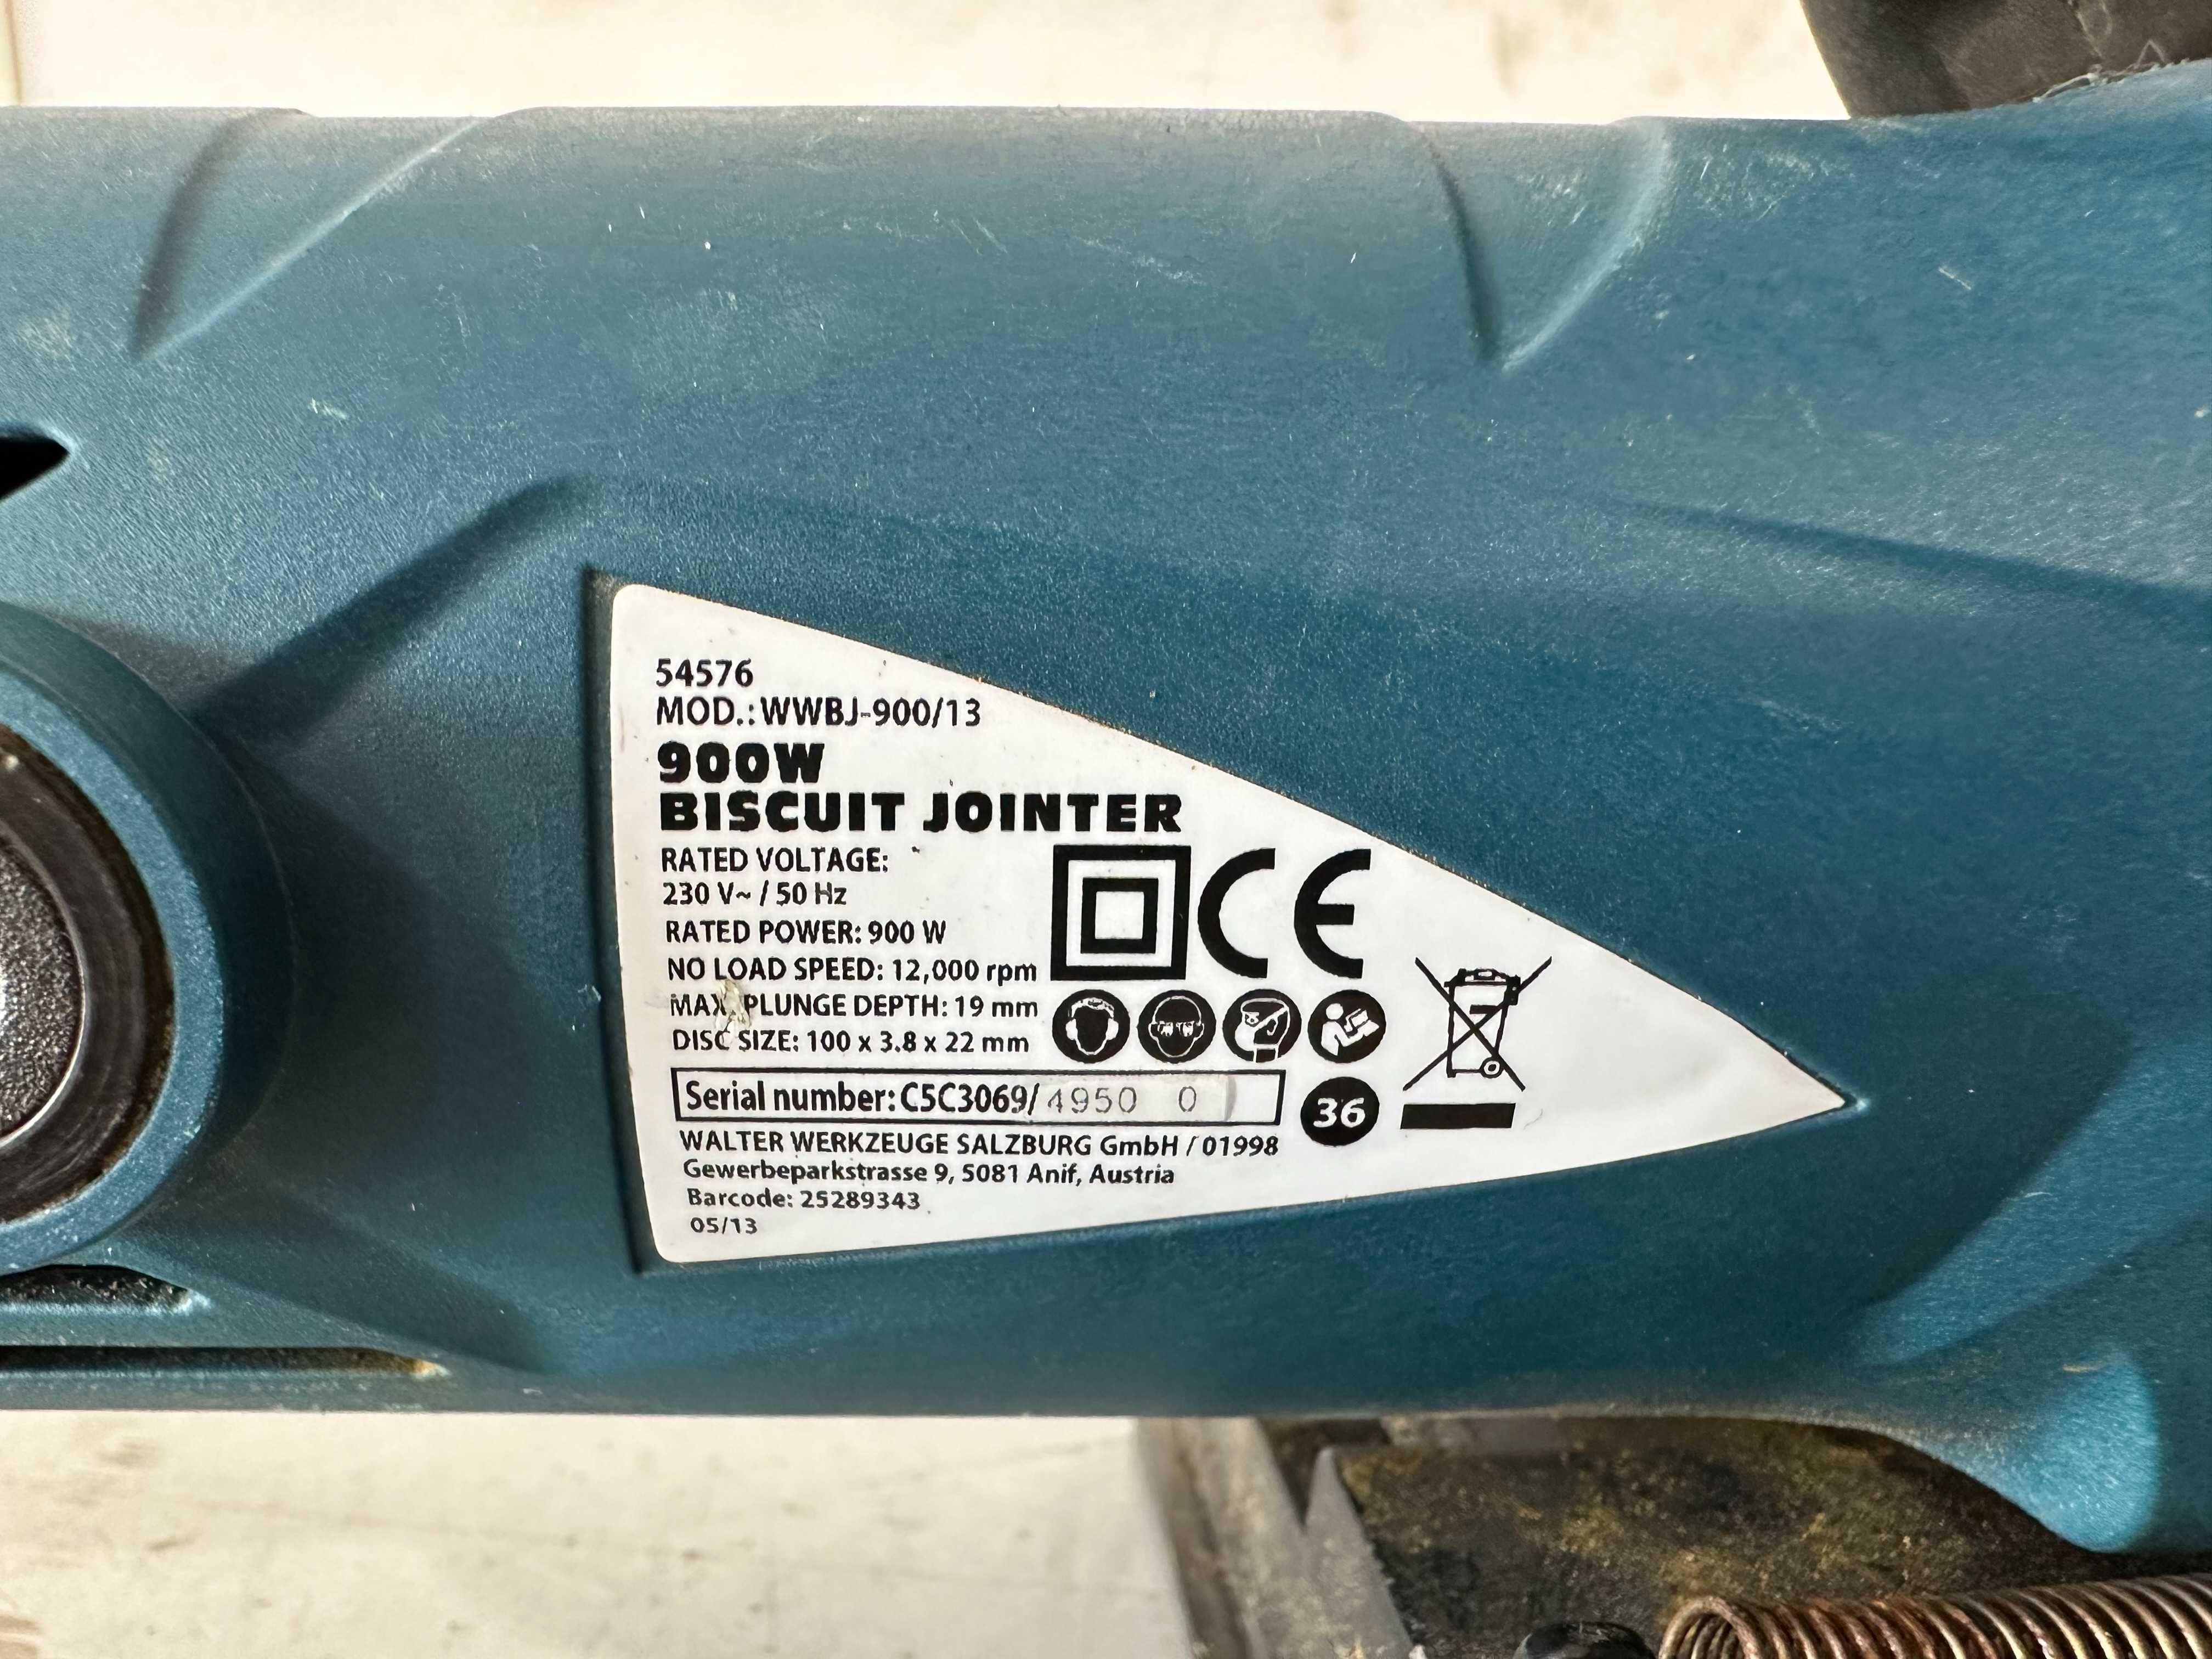 54576
MOD.: WWBJ-900/13
900W
BISCUIT JOINTER
RATED VOLTAGE:
230 V~ / 50 Hz
RATED POWER: 900 W
NO LOAD SPEED: 12,000 rpm
MAX. PLUNGE DEPTH: 19 mm
DISC SIZE: 100 x 3.8 x 22 mm
CE
Serial number: C5C3069/ 4950 0
36
WALTER WERKZEUGE SALZBURG GmbH / 01998
Gewerbeparkstrasse 9, 5081 Anif, Austria
Barcode: 25289343
05/13